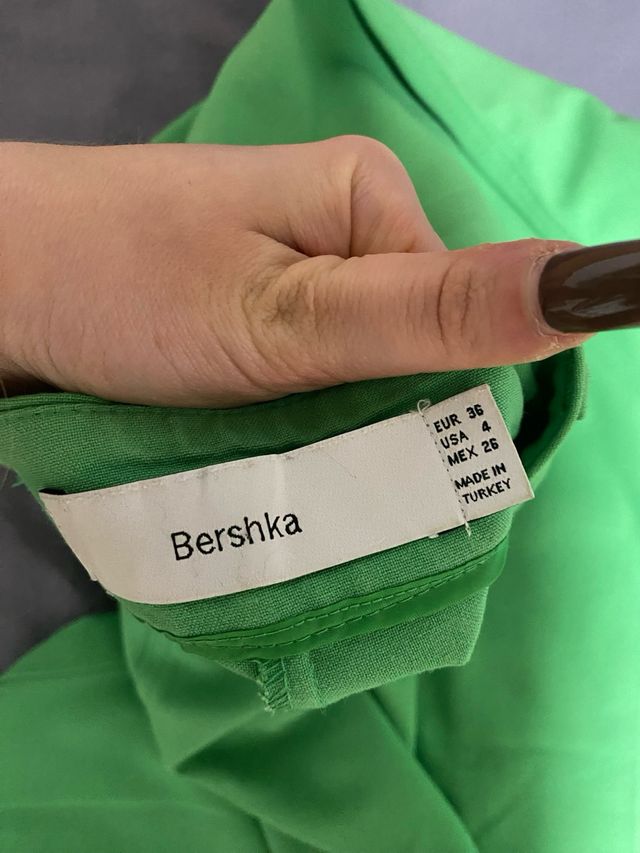 Bershka
EUR 36
USA 4
MEX 26
MADE IN
TURKEY